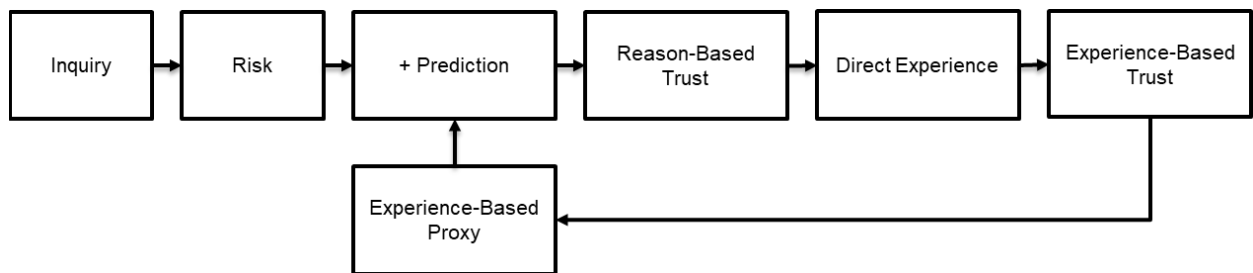 Inquiry
Risk
+ Prediction
Reason-Based
Trust
Direct Experience
Experience-Based
Trust
Experience-Based
Proxy